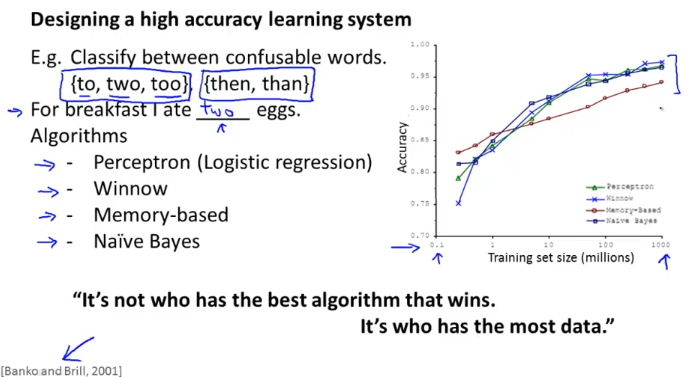 Designing a high accuracy learning system
E.g. Classify between confusable words.
{to, two, too}, {then, than}
For breakfast I ate two eggs.
Algorithms
- Perceptron (Logistic regression)
- Winnow
- Memory-based
- Naïve Bayes
1.00
0.95
0.90
0.85
0.80
0.75
0.70
Accuracy
Perceptron
Winnow
Memory-Based
Naive Bayes
0.1 1 10 100 1000
Training set size (millions)
“It’s not who has the best algorithm that wins.
It’s who has the most data.”
[Banko and Brill, 2001]